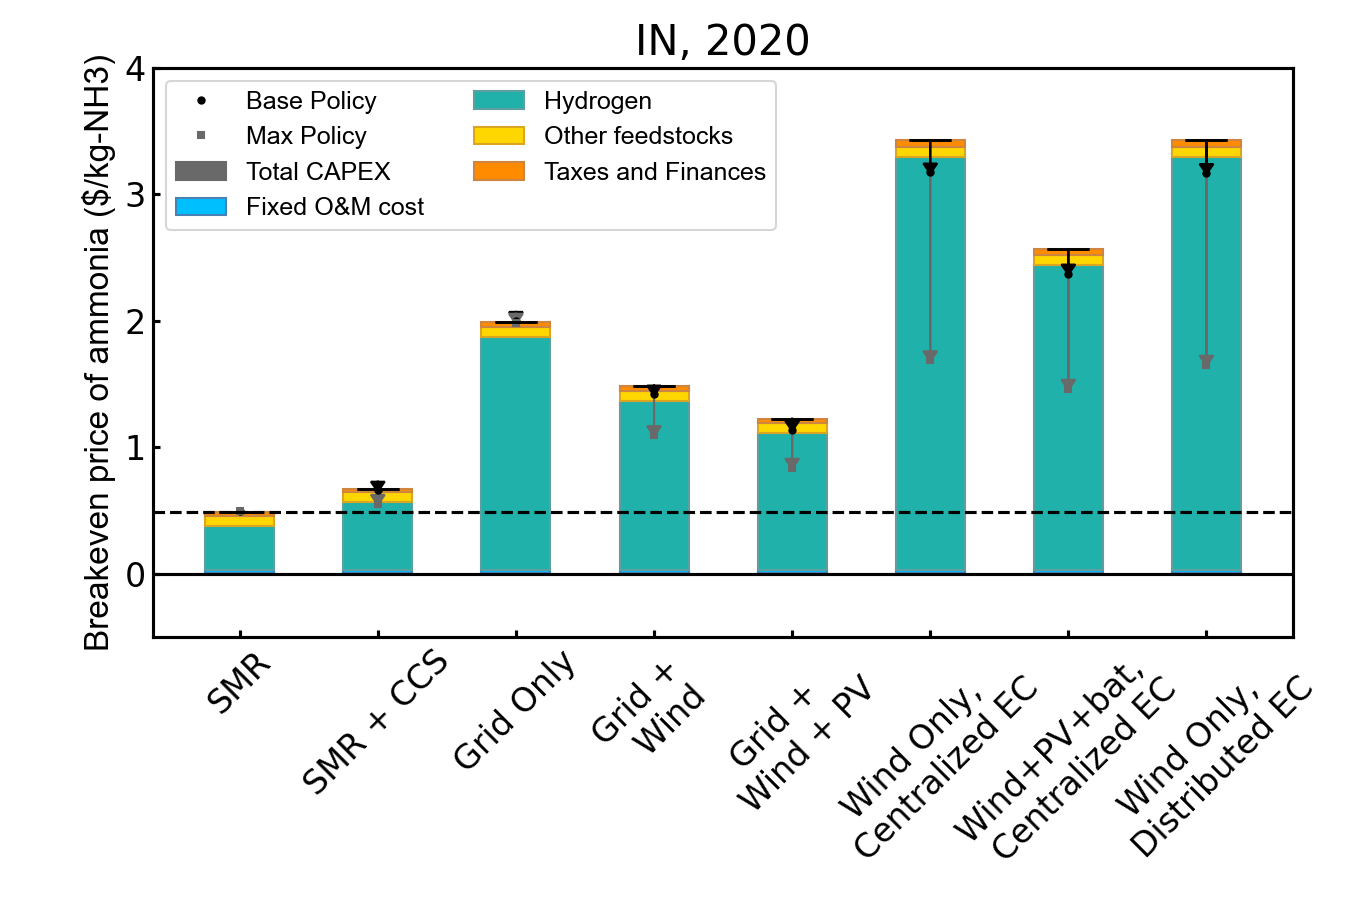 IN, 2020
Breakeven price of ammonia ($/kg-NH3)
4
3
2
1
0
Base Policy
Max Policy
Total CAPEX
Fixed O&M cost
Hydrogen
Other feedstocks
Taxes and Finances
SMR
SMR + CCS
Grid Only
Grid +
Wind
Grid +
Wind + PV
Wind Only,
Centralized EC
Wind+PV+bat,
Centralized EC
Wind Only,
Distributed EC